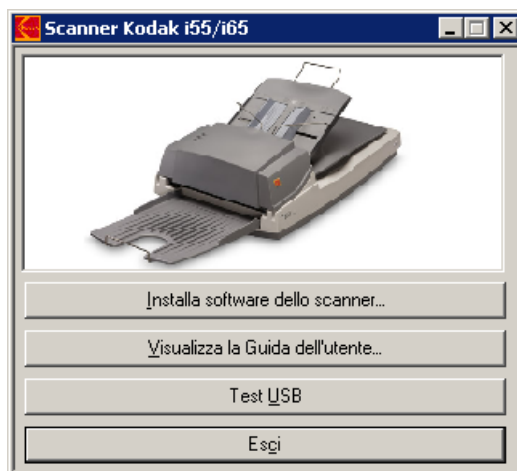 Scanner Kodak i55/i65
Installa software dello scanner...
Visualizza la Guida dell'utente...
Test USB
Esci